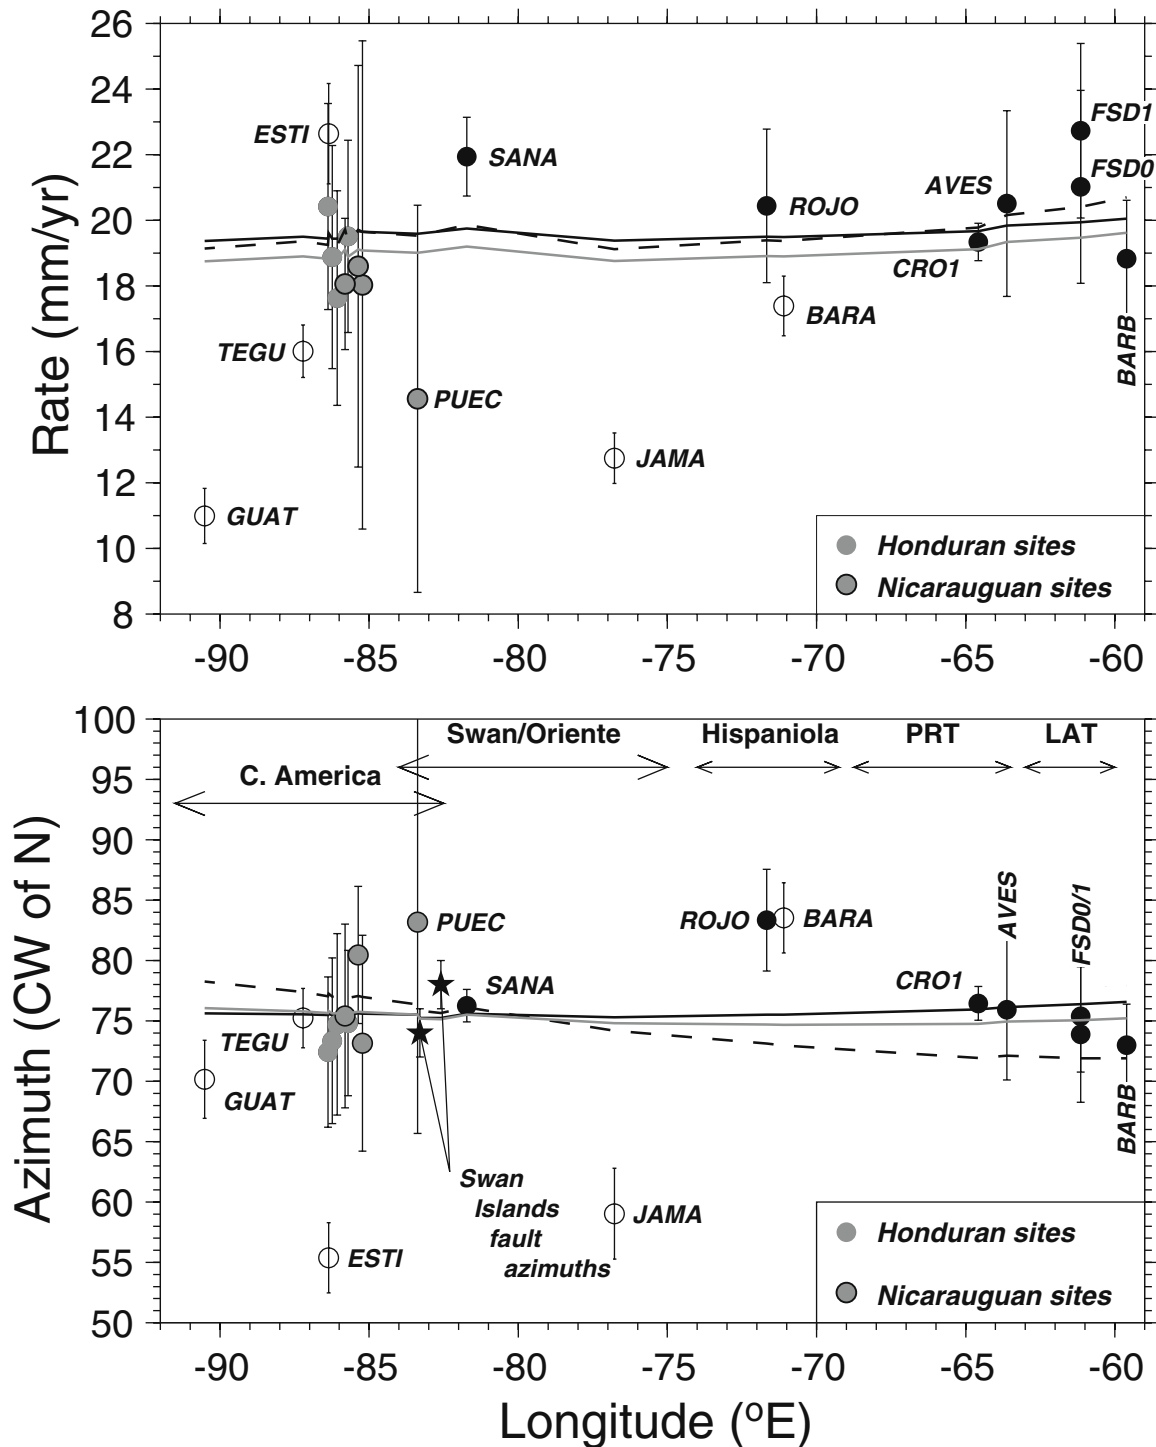 26
24
22
20
18
16
14
12
10
8
Rate (mm/yr)
ESTI
SANA
ROJO
AVES
FSD1
FSD0
CRO1
BARA
BARB
TEGU
PUEC
JAMA
GUAT
Honduran sites
Nicarauguan sites
-90 -85 -80 -75 -70 -65 -60
100
95
90
85
80
75
70
65
60
55
50
Azimuth (CW of N)
Swan/Oriente Hispaniola PRT LAT
C. America
PUEC
ROJO
BARA
AVES
FSD0/1
CRO1
SANA
TEGU
GUAT
BARB
Swan
Islands
fault
azimuths
JAMA
ESTI
Honduran sites
Nicarauguan sites
-90 -85 -80 -75 -70 -65 -60
Longitude (ºE)